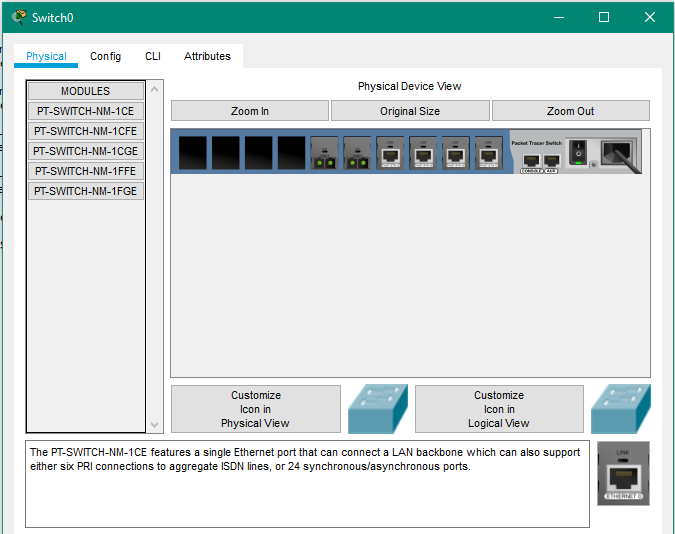 Switch0
Physical
Config
CLI
Attributes
MODULES
PT-SWITCH-NM-1CE
PT-SWITCH-NM-1CFE
PT-SWITCH-NM-1CGE
PT-SWITCH-NM-1FFE
PT-SWITCH-NM-1FGE
Physical Device View
Zoom In
Original Size
Zoom Out
Packet Tracer Switch
CONSOLE
AUX
Customize
Icon in
Physical View
Customize
Icon in
Logical View
The PT-SWITCH-NM-1CE features a single Ethernet port that can connect a LAN backbone which can also support
either six PRI connections to aggregate ISDN lines, or 24 synchronous/asynchronous ports.
LINK
ETHERNET 0